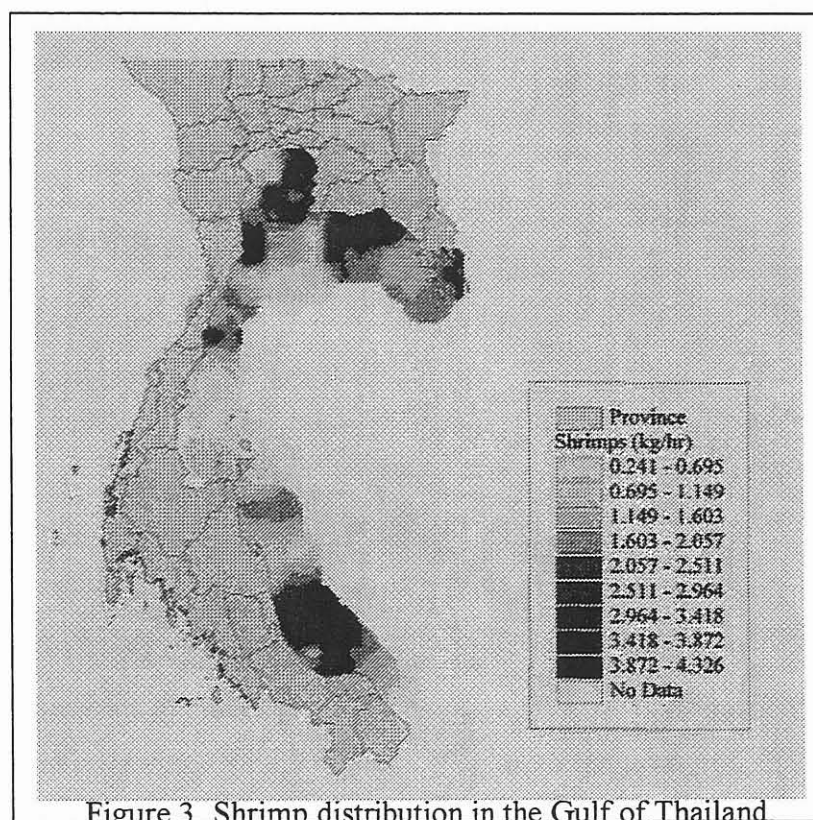 Province
Shrimps (kg/hr)
0.241 - 0.695
0.695 - 1.149
1.149 - 1.603
1.603 - 2.057
2.057 - 2.511
2.511 - 2.964
2.964 - 3.418
3.418 - 3.872
3.872 - 4.326
No Data
Figure 3. Shrimp distribution in the Gulf of Thailand.